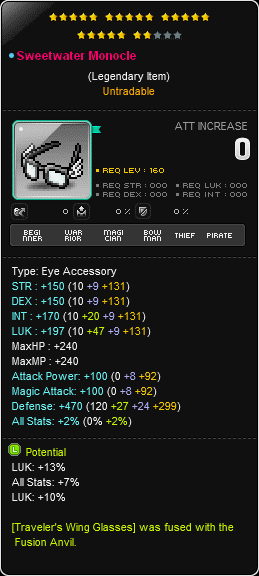 Sweetwater Monocle
(Legendary Item)
Untradable
ATT INCREASE
0
REQ LEV : 160
REQ STR : 000 REQ LUK : 000
REQ DEX : 000 REQ INT : 000
0 0 % 0 %
BEGINNER WARRIOR MAGICIAN BOWMAN THIEF PIRATE
Type: Eye Accessory
STR : +150 (10 +9 +131)
DEX : +150 (10 +9 +131)
INT : +170 (10 +20 +9 +131)
LUK : +197 (10 +47 +9 +131)
MaxHP : +240
MaxMP : +240
Attack Power: +100 (0 +8 +92)
Magic Attack: +100 (0 +8 +92)
Defense: +470 (120 +27 +24 +299)
All Stats: +2% (0% +2%)
L Potential
LUK: +13%
All Stats: +7%
LUK: +10%
[Traveler's Wing Glasses] was fused with the
Fusion Anvil.